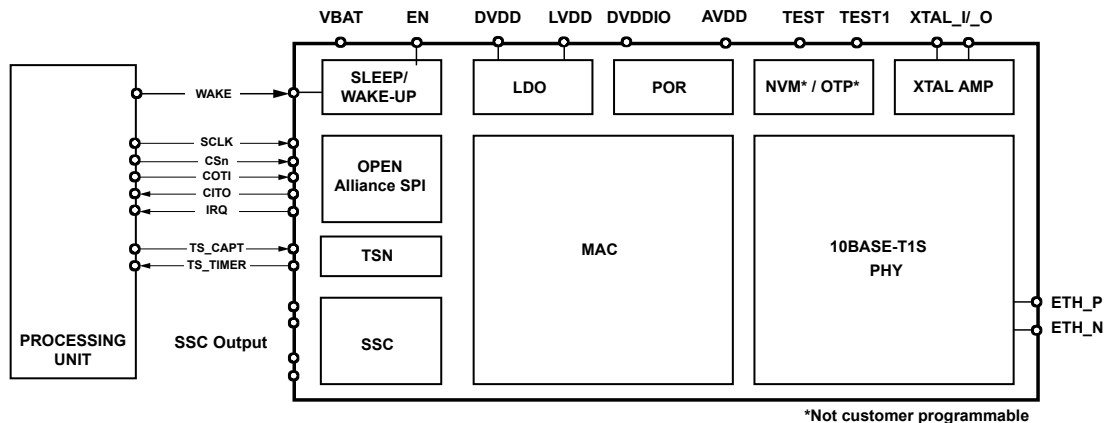 VBAT EN DVDD LVDD DVDDIO AVDD TEST TEST1 XTAL_I/_O
SLEEP/
WAKE-UP
LDO
POR
NVM* / OTP*
XTAL AMP
WAKE
SCLK
CSn
COTI
CITO
IRQ
OPEN
Alliance SPI
TS_CAPT
TS_TIMER
TSN
MAC
10BASE-T1S
PHY
ETH_P
ETH_N
PROCESSING
UNIT
SSC Output
SSC
*Not customer programmable